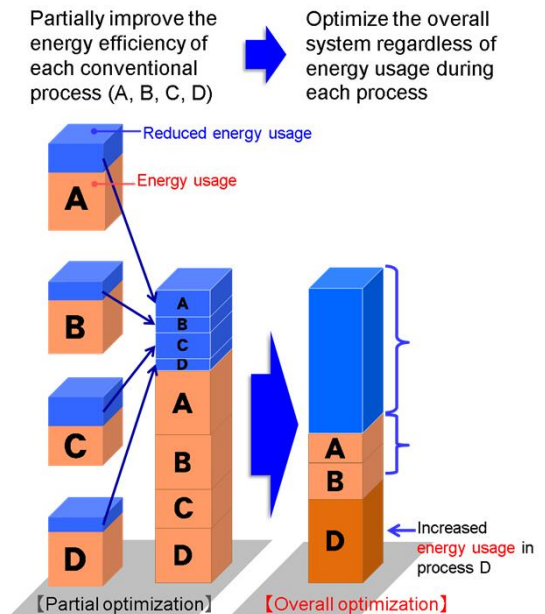 Partially improve the
energy efficiency of
each conventional
process (A, B, C, D)
Optimize the overall
system regardless of
energy usage during
each process
Reduced energy usage
Energy usage
A
B
C
D
A
B
C
D
A
B
C
D
A
B
D
Increased
energy usage in
process D
【Partial optimization】
【Overall optimization】